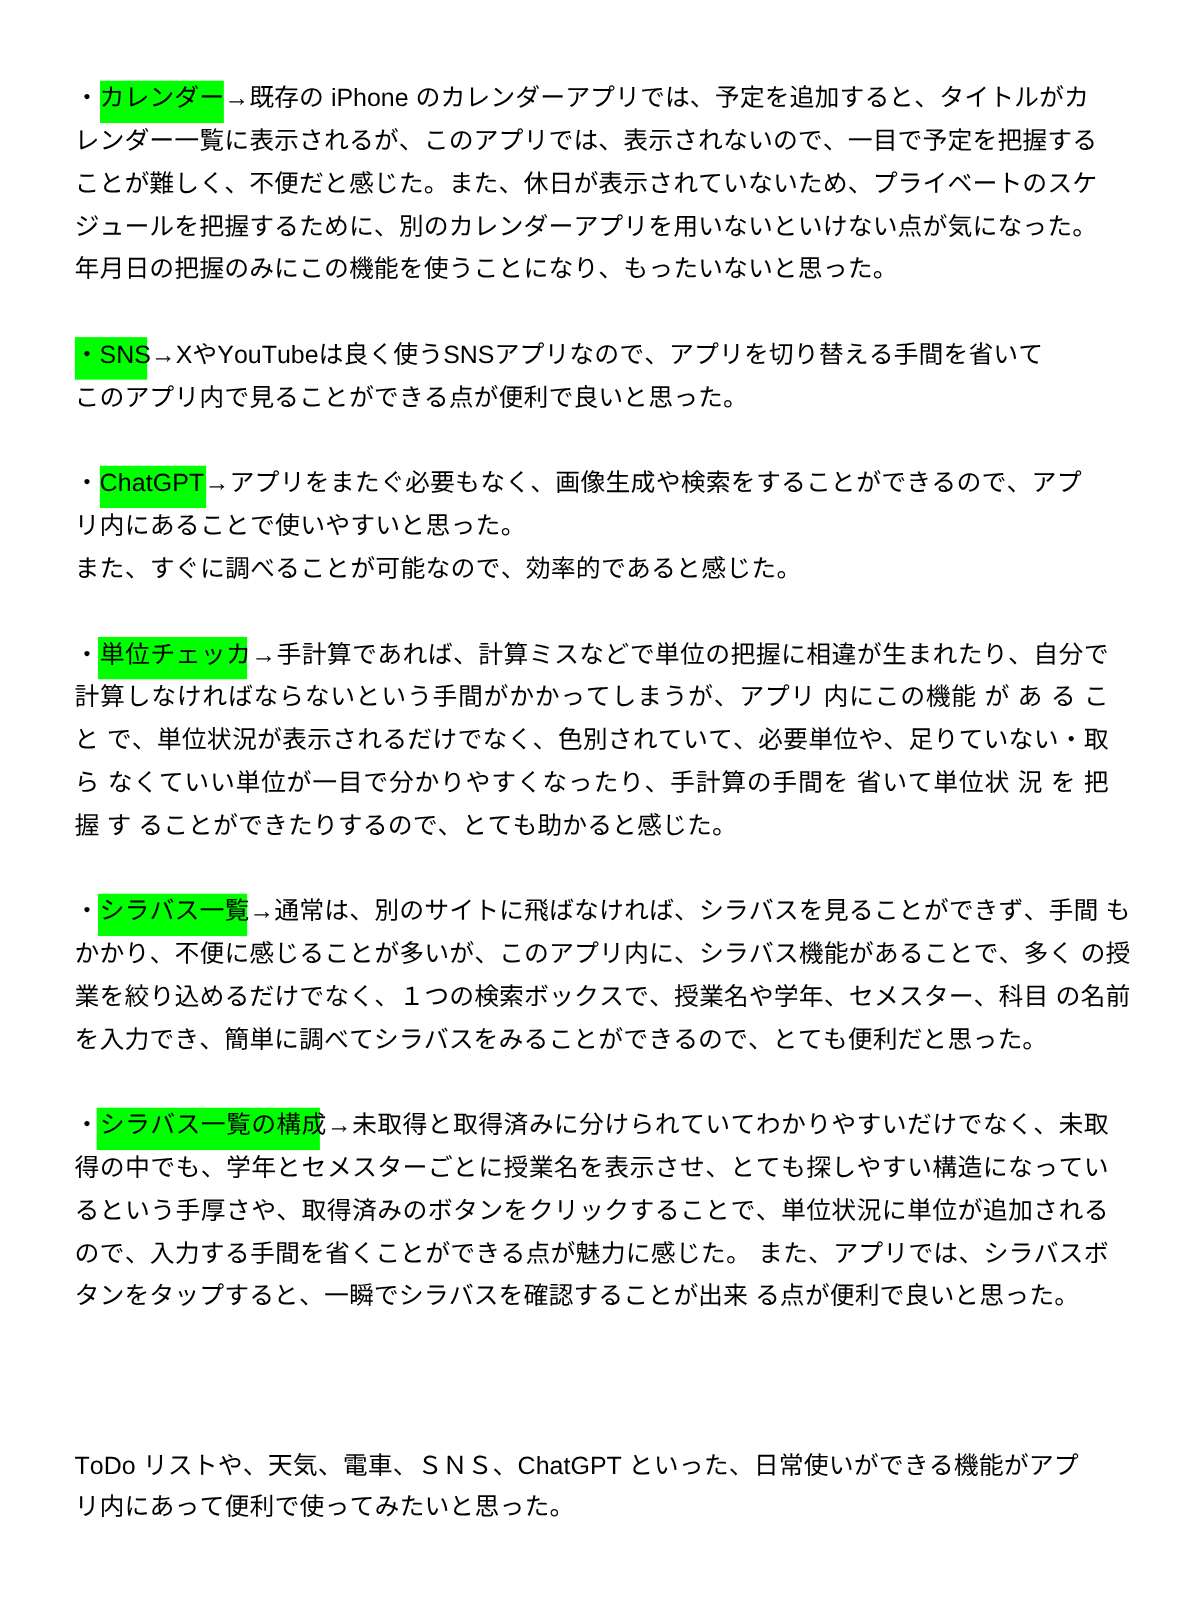 ・カレンダー→既存の iPhone のカレンダーアプリでは、予定を追加すると、タイトルがカ
レンダー一覧に表示されるが、このアプリでは、表示されないので、一目で予定を把握する
ことが難しく、不便だと感じた。また、休日が表示されていないため、プライベートのスケ
ジュールを把握するために、別のカレンダーアプリを用いないといけない点が気になった。
年月日の把握のみにこの機能を使うことになり、もったいないと思った。
・SNS→XやYouTubeは良く使うSNSアプリなので、アプリを切り替える手間を省いて
このアプリ内で見ることができる点が便利で良いと思った。
・ChatGPT→アプリをまたぐ必要もなく、画像生成や検索をすることができるので、アプ
リ内にあることで使いやすいと思った。
また、すぐに調べることが可能なので、効率的であると感じた。
・単位チェッカ→手計算であれば、計算ミスなどで単位の把握に相違が生まれたり、自分で
計算しなければならないという手間がかかってしまうが、アプリ 内にこの機能 が あ る こ
と で、単位状況が表示されるだけでなく、色別されていて、必要単位や、足りていない・取
ら なくていい単位が一目で分かりやすくなったり、手計算の手間を 省いて単位状 況 を 把
握 す ることができたりするので、とても助かると感じた。
・シラバス一覧→通常は、別のサイトに飛ばなければ、シラバスを見ることができず、手間 も
かかり、不便に感じることが多いが、このアプリ内に、シラバス機能があることで、多く の授
業を絞り込めるだけでなく、１つの検索ボックスで、授業名や学年、セメスター、科目 の名前
を入力でき、簡単に調べてシラバスをみることができるので、とても便利だと思った。
・シラバス一覧の構成→未取得と取得済みに分けられていてわかりやすいだけでなく、未取
得の中でも、学年とセメスターごとに授業名を表示させ、とても探しやすい構造になってい
るという手厚さや、取得済みのボタンをクリックすることで、単位状況に単位が追加される
ので、入力する手間を省くことができる点が魅力に感じた。 また、アプリでは、シラバスボ
タンをタップすると、一瞬でシラバスを確認することが出来 る点が便利で良いと思った。
ToDo リストや、天気、電車、ＳＮＳ、ChatGPT といった、日常使いができる機能がアプ
リ内にあって便利で使ってみたいと思った。